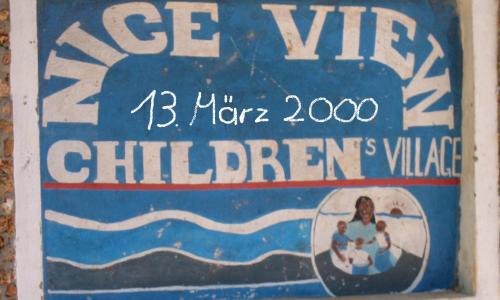 NICE VIEW
13. März 2000
CHILDREN'S VILLAGE